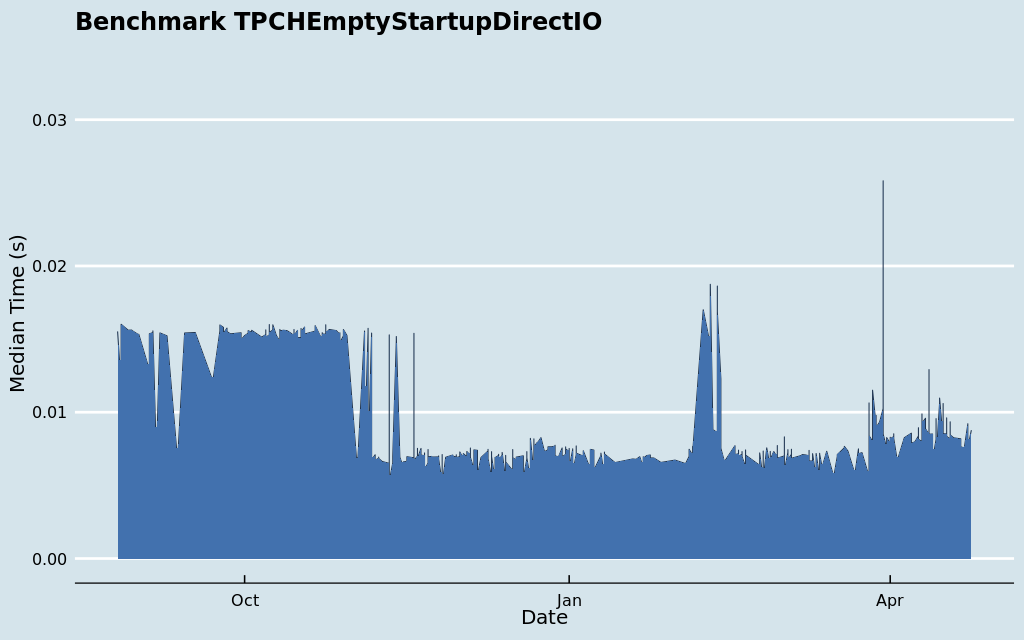 Benchmark TPCHEmptyStartupDirectIO
0.03
0.02
0.01
0.00
Median Time (s)
Oct
Jan
Apr
Date